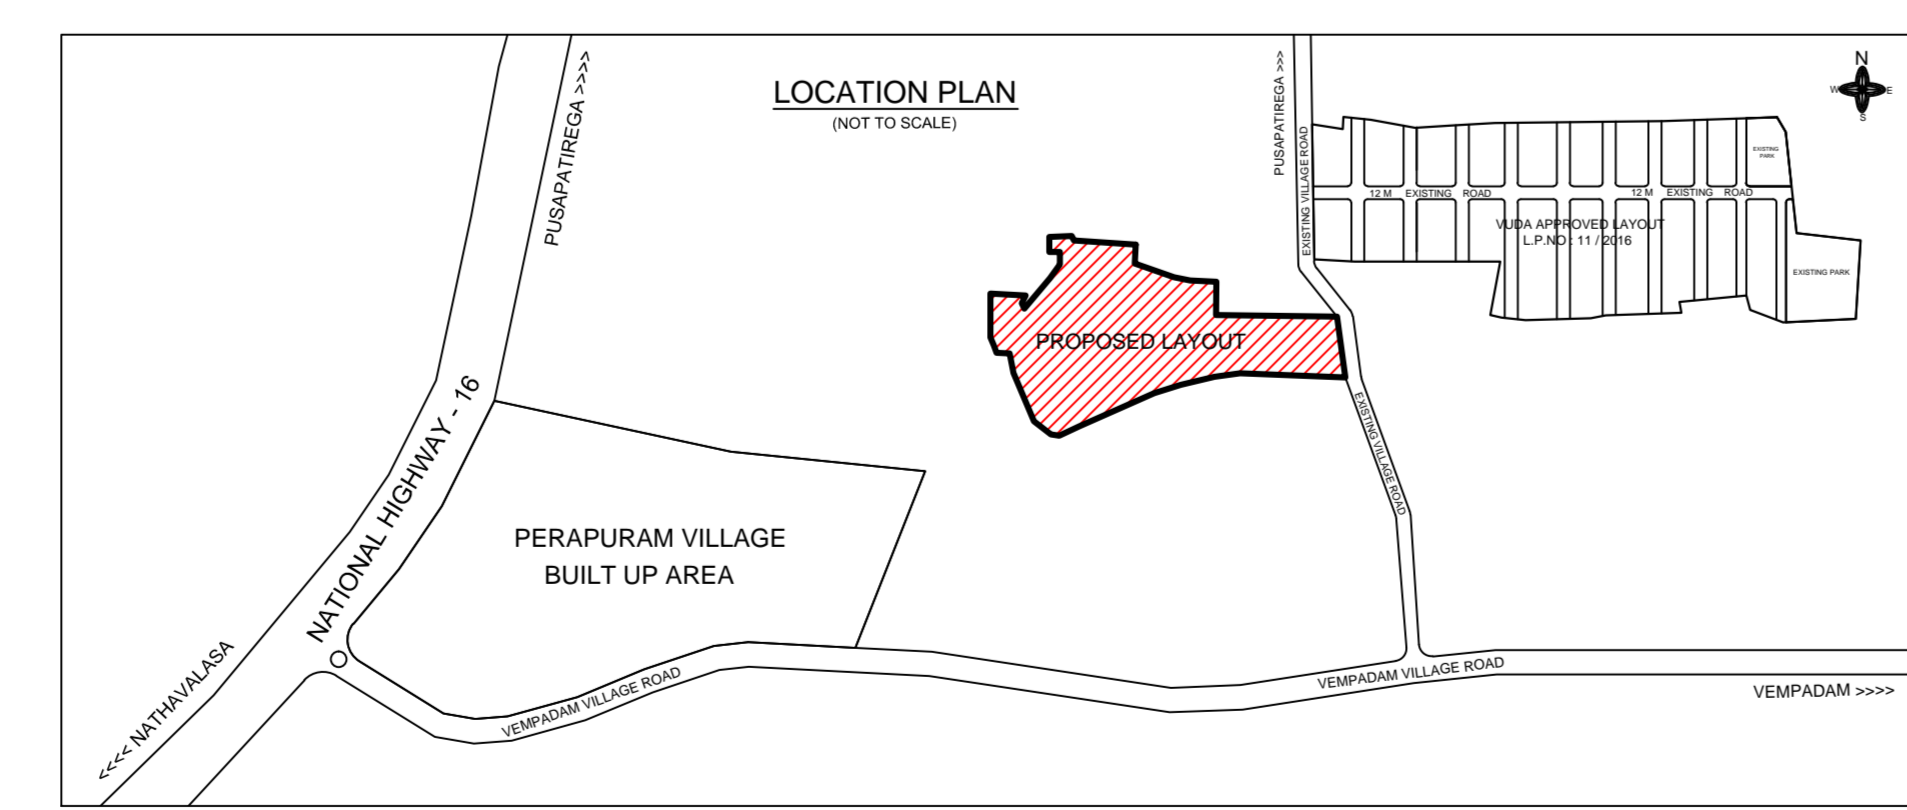 LOCATION PLAN
(NOT TO SCALE)
PUSAPATIREGA >>>>
PUSAPATIREGA >>>
EXISTING VILLAGE ROAD
N
W
E
S
EXISTING
PARK
12 M EXISTING ROAD
12 M EXISTING ROAD
VUDA APPROVED LAYOUT
L.P.NO : 11 / 2016
EXISTING PARK
PROPOSED LAYOUT
EXISTING VILLAGE ROAD
NATIONAL HIGHWAY - 16
PERAPURAM VILLAGE
BUILT UP AREA
<<<< NATHAVALASA
VEMPADAM VILLAGE ROAD
VEMPADAM VILLAGE ROAD
VEMPADAM >>>>